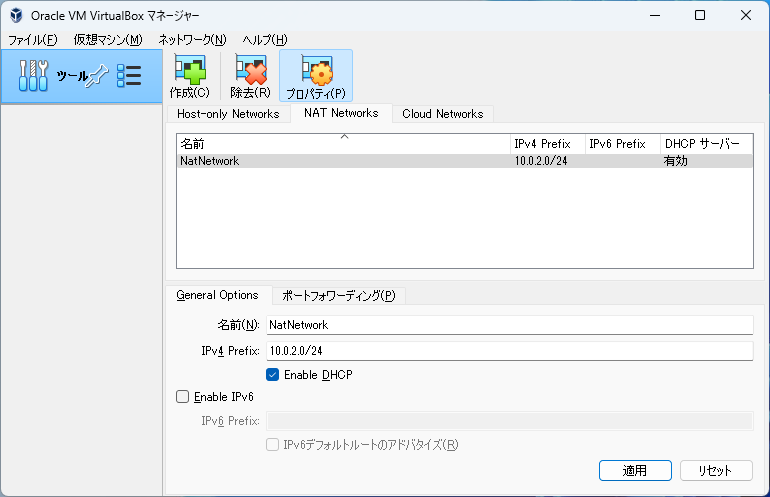 Oracle VM VirtualBox マネージャー
ファイル(F) 仮想マシン(M) ネットワーク(N) ヘルプ(H)
ツール
作成(C) 除去(R) プロパティ(P)
Host-only Networks NAT Networks Cloud Networks
名前 IPv4 Prefix IPv6 Prefix DHCP サーバー
NatNetwork 10.0.2.0/24 有効
General Options ポートフォワーディング(P)
名前(N): NatNetwork
IPv4 Prefix: 10.0.2.0/24
Enable DHCP
Enable IPv6
IPv6 Prefix:
IPv6デフォルトルートのアドバタイズ(R)
適用 リセット